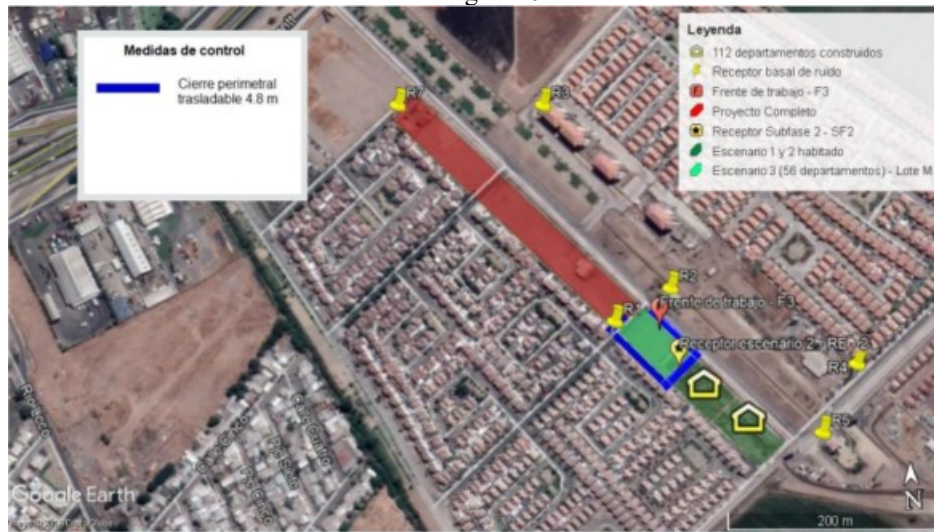 Medidas de control
Cierre perimetral
trasladable 4.8 m
Leyenda
112 departamentos construidos
Receptor basal de ruido
Frente de trabajo - F3
Proyecto Completo
Receptor Subfase 2 - SF2
Escenario 1 y 2 habitado
Escenario 3 (56 departamentos) - Lote M
R7
R3
R2
Frente de trabajo - F3
R1
Receptor escenario 2 - RE
R4
R5
Google Earth
200 m
N